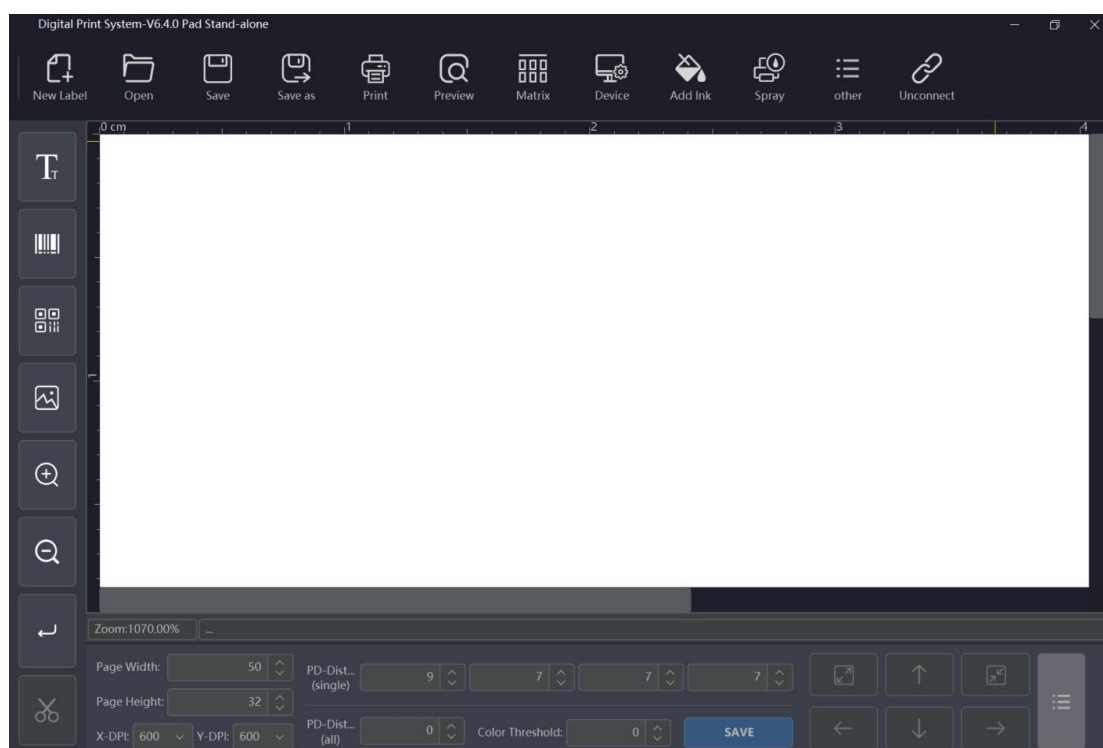 Digital Print System-V6.4.0 Pad Stand-alone
New Label Open Save Save as Print Preview Matrix Device Add Ink Spray other Unconnect
0 cm 1 2 3 4
T T
1
Zoom:1070.00% ...
Page Width: 50 PD-Dist... (single) 9 7 7 7
Page Height: 32
X-DPI: 600 Y-DPI: 600 PD-Dist... (all) 0 Color Threshold: 0 SAVE